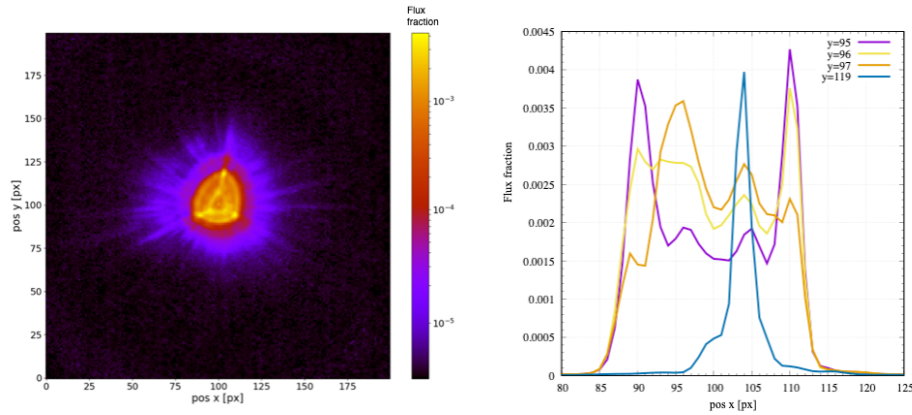 Flux
fraction
pos y [px]
175
150
125
100
75
50
25
0
0 25 50 75 100 125 150 175
pos x [px]
10⁻³
10⁻⁴
10⁻⁵
Flux fraction
0.0045
0.004
0.0035
0.003
0.0025
0.002
0.0015
0.001
0.0005
0
80 85 90 95 100 105 110 115 120 125
pos x [px]
y=95
y=96
y=97
y=119